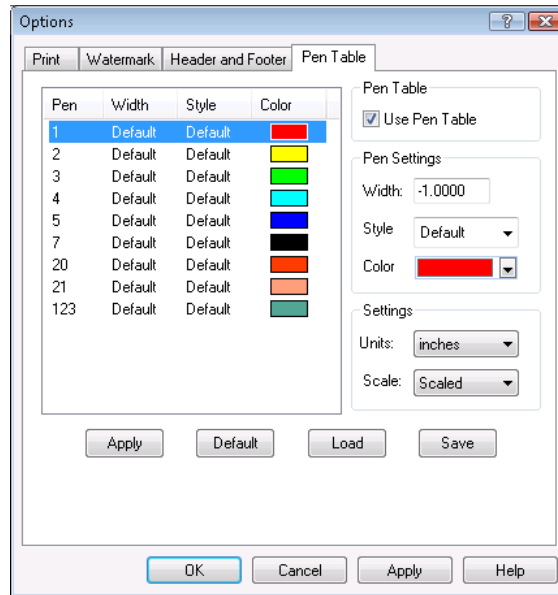 Options
Print Watermark Header and Footer Pen Table
Pen Width Style Color
1 Default Default
2 Default Default
3 Default Default
4 Default Default
5 Default Default
7 Default Default
20 Default Default
21 Default Default
123 Default Default
Pen Table
Use Pen Table
Pen Settings
Width: -1.0000
Style Default
Color
Settings
Units: inches
Scale: Scaled
Apply Default Load Save
OK Cancel Apply Help